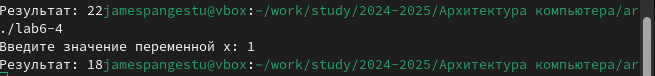 Результат: 22jamespangestu@vbox:~/work/study/2024-2025/Архитектура компьютера/ar
./lab6-4
Введите значение переменной x: 1
Результат: 18jamespangestu@vbox:~/work/study/2024-2025/Архитектура компьютера/ar